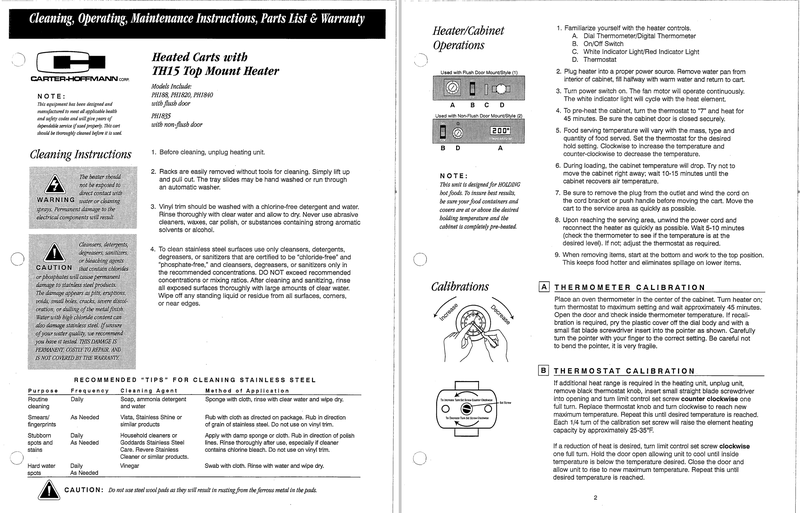 Cleaning, Operating, Maintenance Instructions, Parts List & Warranty
CARTER-HOFFMANN CORP.
Heated Carts with
TH15 Top Mount Heater
Models Include:
PH188, PH1820, PH1840
with flush door
PH1835
with non-flush door
NOTE:
This equipment has been designed and
manufactured to meet all applicable health
and safety codes and will give years of
dependable service if used properly. This cart
should be thoroughly cleaned before it is used.
Cleaning Instructions
The heater should
not be exposed to
direct contact with
WARNING water or cleaning
sprays. Permanent damage to the
electrical components will result.
Cleansers, detergents,
degreasers, sanitizers
or bleaching agents
CAUTION that contain chlorides
or phosphates will cause permanent
damage to stainless steel products.
The damage appears as pits, eruptions,
voids, small holes, cracks, severe discol-
oration, or dulling of the metal finish.
Water with high chloride content can
also damage stainless steel. If unsure
of your water quality, we recommend
you have it tested. THIS DAMAGE IS
PERMANENT, COSTLY TO REPAIR, AND
IS NOT COVERED BY THE WARRANTY.
1. Before cleaning, unplug heating unit.
2. Racks are easily removed without tools for cleaning. Simply lift up
and pull out. The tray slides may be hand washed or run through
an automatic washer.
3. Vinyl trim should be washed with a chlorine-free detergent and water.
Rinse thoroughly with clear water and allow to dry. Never use abrasive
cleaners, waxes, car polish, or substances containing strong aromatic
solvents or alcohol.
4. To clean stainless steel surfaces use only cleansers, detergents,
degreasers, or sanitizers that are certified to be "chloride-free" and
"phosphate-free," and cleansers, degreasers, or sanitizers only in
the recommended concentrations. DO NOT exceed recommended
concentrations or mixing ratios. After cleaning and sanitizing, rinse
all exposed surfaces thoroughly with large amounts of clear water.
Wipe off any standing liquid or residue from all surfaces, corners,
or near edges.
RECOMMENDED "TIPS" FOR CLEANING STAINLESS STEEL
Purpose Frequency Cleaning Agent Method of Application
Routine Daily Soap, ammonia detergent Sponge with cloth, rinse with clear water and wipe dry.
cleaning and water
Smears/ As Needed Vista, Stainless Shine or Rub with cloth as directed on package. Rub in direction
fingerprints similar products of grain of stainless steel. Do not use on vinyl trim.
Stubborn Daily Household cleaners or Apply with damp sponge or cloth. Rub in direction of polish
spots and As Needed Goddards Stainless Steel lines. Rinse thoroughly after use, especially if cleaner
stains Care, Revere Stainless contains chlorine bleach. Do not use on vinyl trim.
Cleaner or similar products.
Hard water Daily Vinegar Swab with cloth. Rinse with water and wipe dry.
spots As Needed
CAUTION: Do not use steel wool pads as they will result in rusting from the ferrous metal in the pads.
Heater/Cabinet
Operations
Used with Flush Door Mount/Style (1)
A B C D
Used with Non-Flush Door Mount/Style (2)
200°
B D A
NOTE:
This unit is designed for HOLDING
hot foods. To insure best results,
be sure your food containers and
covers are at or above the desired
holding temperature and the
cabinet is completely pre-heated.
1. Familiarize yourself with the heater controls.
A. Dial Thermometer/Digital Thermometer
B. On/Off Switch
C. White Indicator Light/Red Indicator Light
D. Thermostat
2. Plug heater into a proper power source. Remove water pan from
interior of cabinet, fill halfway with warm water and return to cart.
3. Turn power switch on. The fan motor will operate continously.
The white indicator light will cycle with the heat element.
4. To pre-heat the cabinet, turn the thermostat to "7" and heat for
45 minutes. Be sure the cabinet door is closed securely.
5. Food serving temperature will vary with the mass, type and
quantity of food served. Set the thermostat for the desired
hold setting. Clockwise to increase the temperature and
counter-clockwise to decrease the temperature.
6. During loading, the cabinet temperature will drop. Try not to
move the cabinet right away; wait 10-15 minutes until the
cabinet recovers air temperature.
7. Be sure to remove the plug from the outlet and wind the cord on
the cord bracket or push handle before moving the cart. Move the
cart to the service area as quickly as possible.
8. Upon reaching the serving area, unwind the power cord and
reconnect the heater as quickly as possible. Wait 5-10 minutes
(check the thermometer to see if the temperature is at the
desired level). If not; adjust the thermostat as required.
9. When removing items, start at the bottom and work to the top position.
This keeps food hotter and eliminates spillage on lower items.
Calibrations
Increase
Decrease
A THERMOMETER CALIBRATION
Place an oven thermometer in the center of the cabinet. Turn heater on;
turn thermostat to maximum setting and wait approximately 45 minutes.
Open the door and check inside thermometer temperature. If recali-
bration is required, pry the plastic cover off the dial body and with a
small flat blade screwdriver insert into the pointer as shown. Carefully
turn the pointer with your finger to the correct setting. Be careful not
to bend the pointer, it is very fragile.
B THERMOSTAT CALIBRATION
If additional heat range is required in the heating unit, unplug unit,
remove black thermostat knob, insert small straight blade screwdriver
into opening and turn limit control set screw counter clockwise one
full turn. Replace thermostat knob and turn clockwise to reach new
maximum temperature. Repeat this until desired temperature is reached.
Each 1/4 turn of the calibration set screw will raise the element heating
capacity by approximately 25-35°F.
If a reduction of heat is desired, turn limit control set screw clockwise
one full turn. Hold the door open allowing unit to cool until inside
temperature is below the temperature desired. Close the door and
allow unit to rise to new maximum temperature. Repeat this until
desired temperature is reached.
Set Screw
2